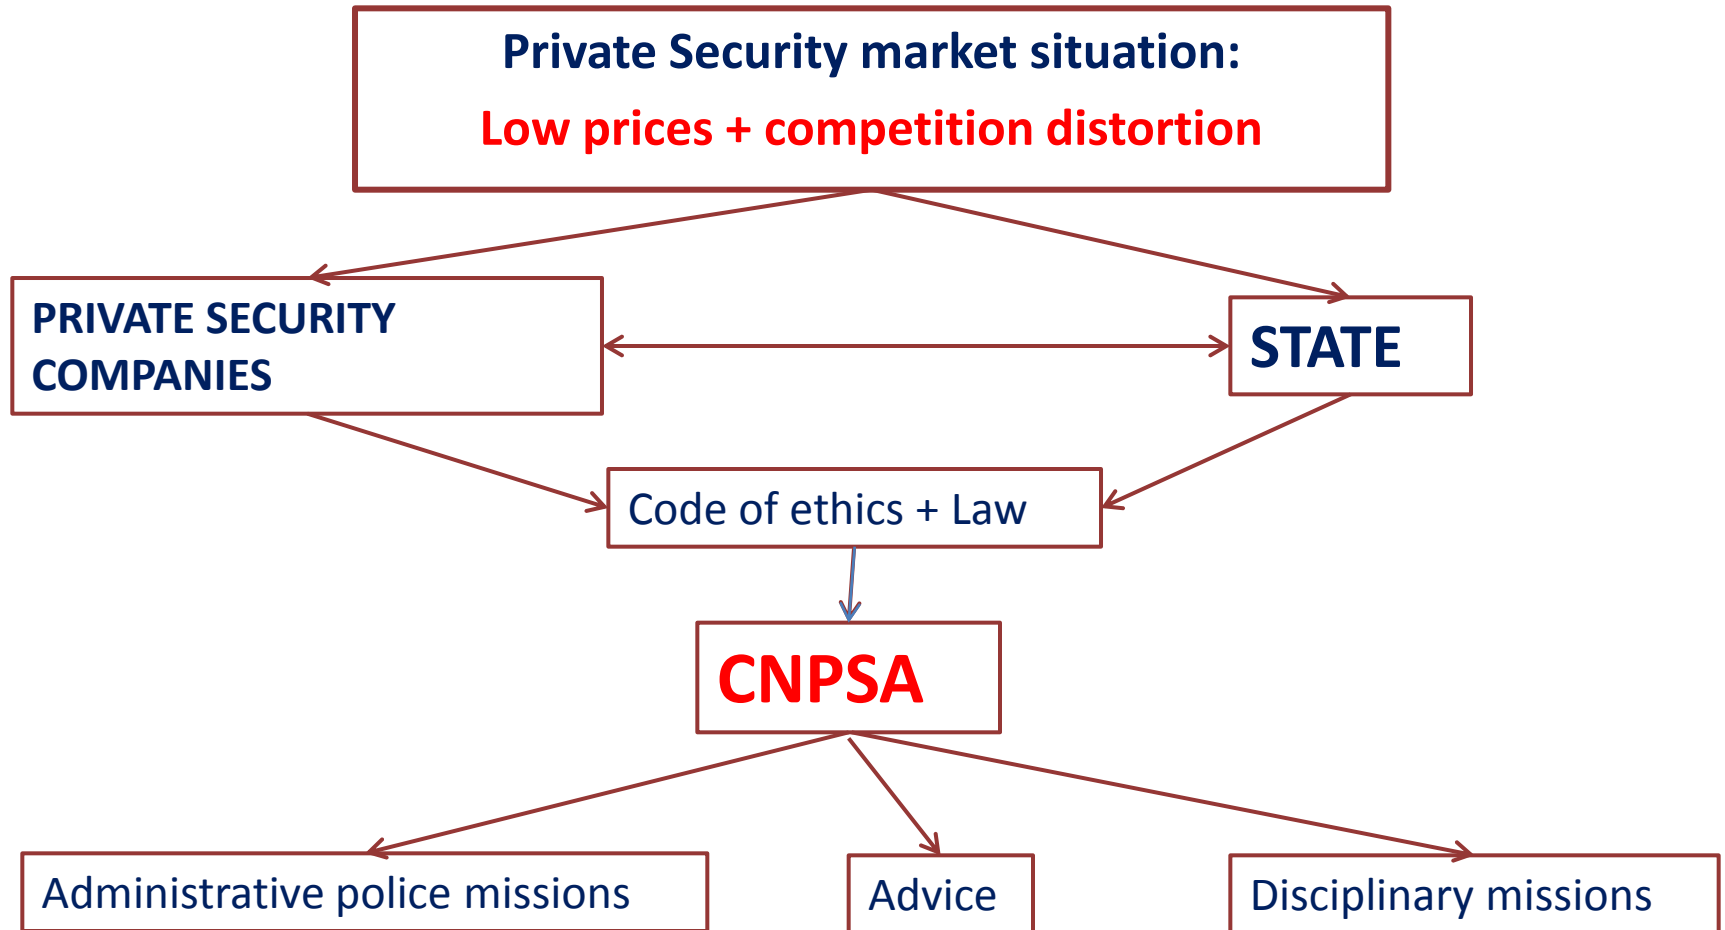 Private Security market situation:
Low prices + competition distortion
PRIVATE SECURITY
COMPANIES
STATE
Code of ethics + Law
CNPSA
Administrative police missions
Advice
Disciplinary missions